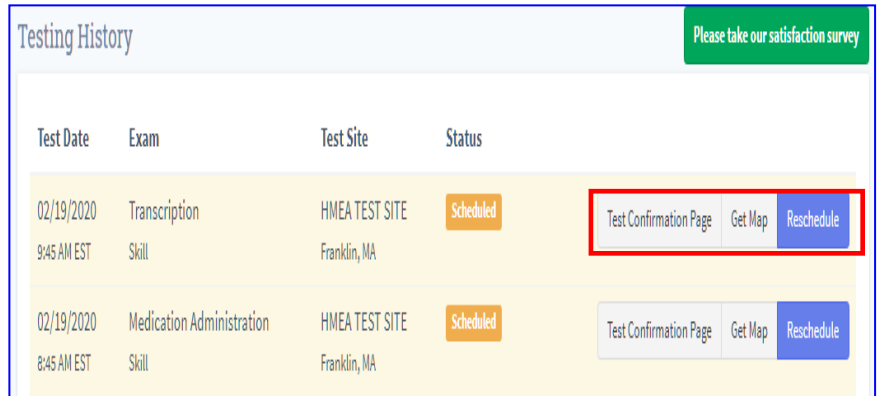 Testing History
Please take our satisfaction survey
Test Date Exam Test Site Status
02/19/2020 Transcription HMEA TEST SITE Scheduled Test Confirmation Page Get Map Reschedule
9:45 AM EST Skill Franklin, MA
02/19/2020 Medication Administration HMEA TEST SITE Scheduled Test Confirmation Page Get Map Reschedule
8:45 AM EST Skill Franklin, MA